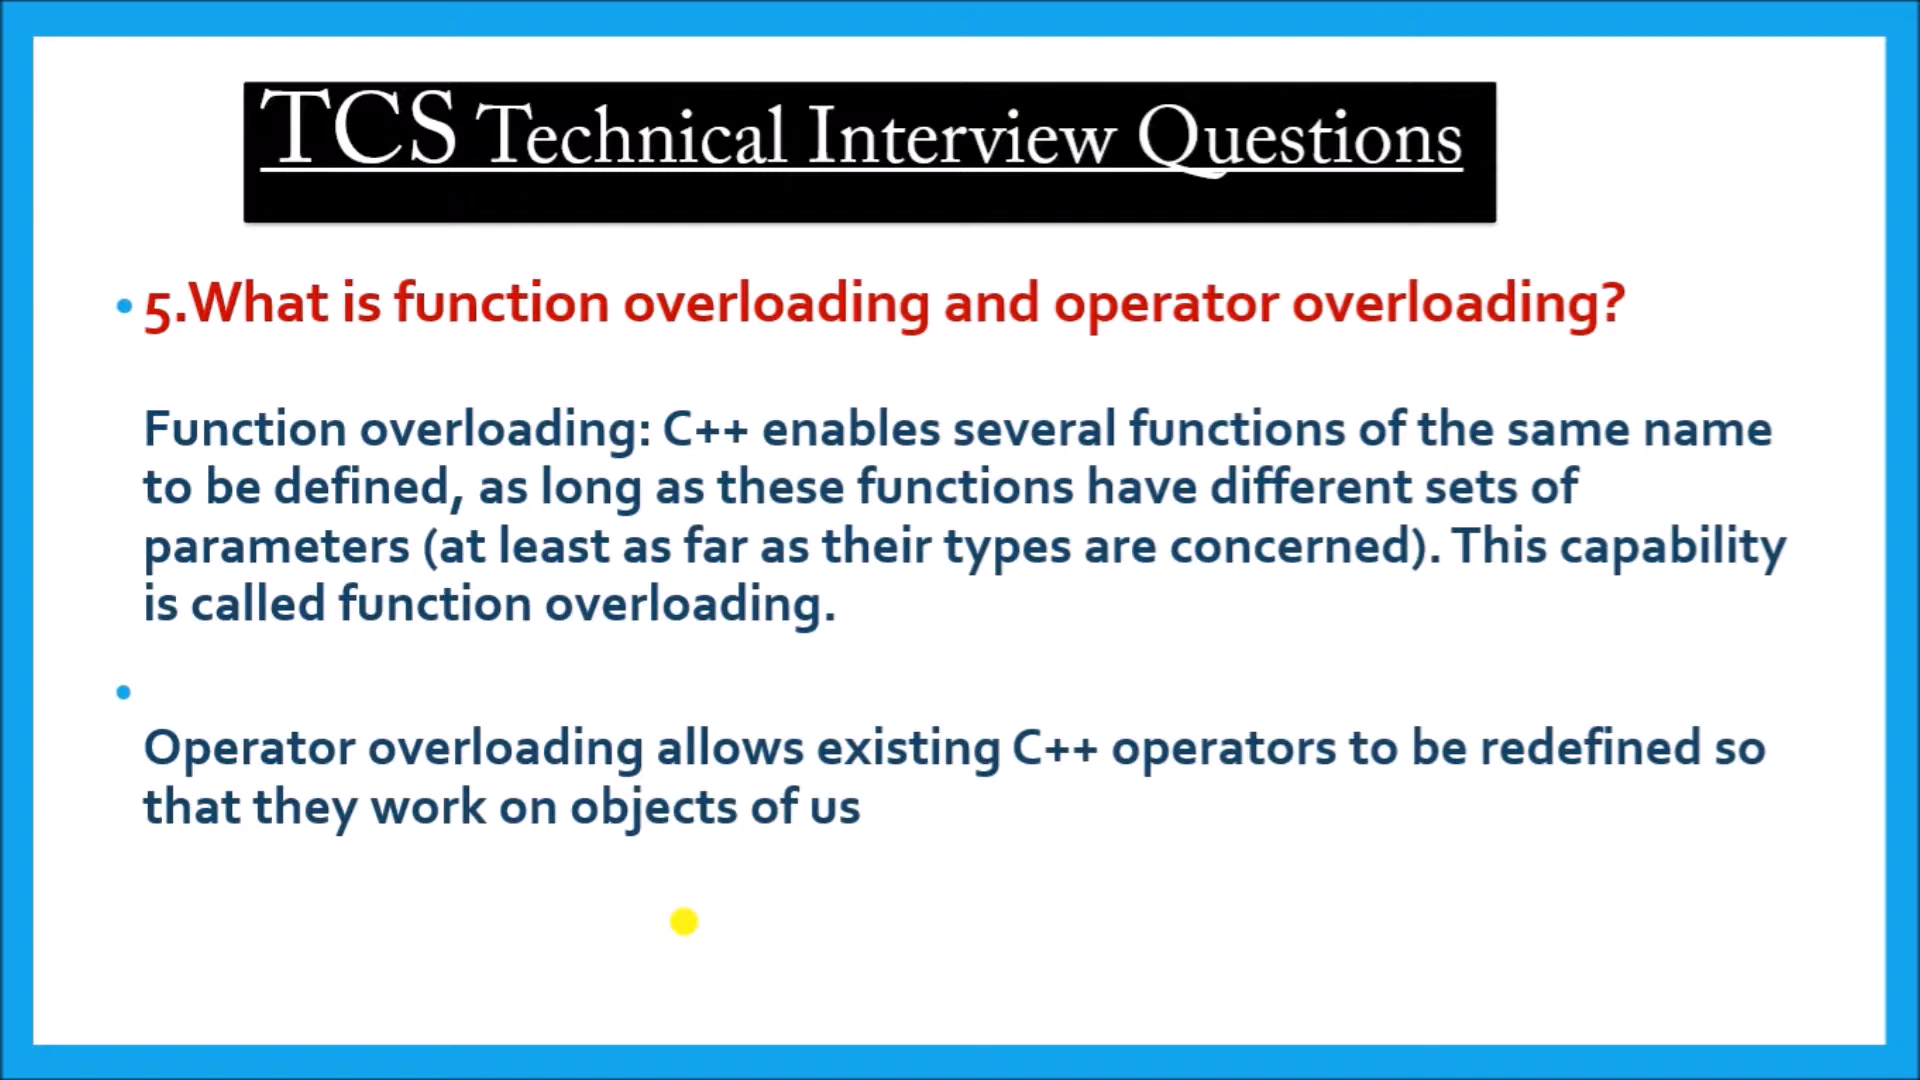 TCS Technical Interview Questions
• 5.What is function overloading and operator overloading?
Function overloading: C++ enables several functions of the same name
to be defined, as long as these functions have different sets of
parameters (at least as far as their types are concerned). This capability
is called function overloading.
•
Operator overloading allows existing C++ operators to be redefined so
that they work on objects of us